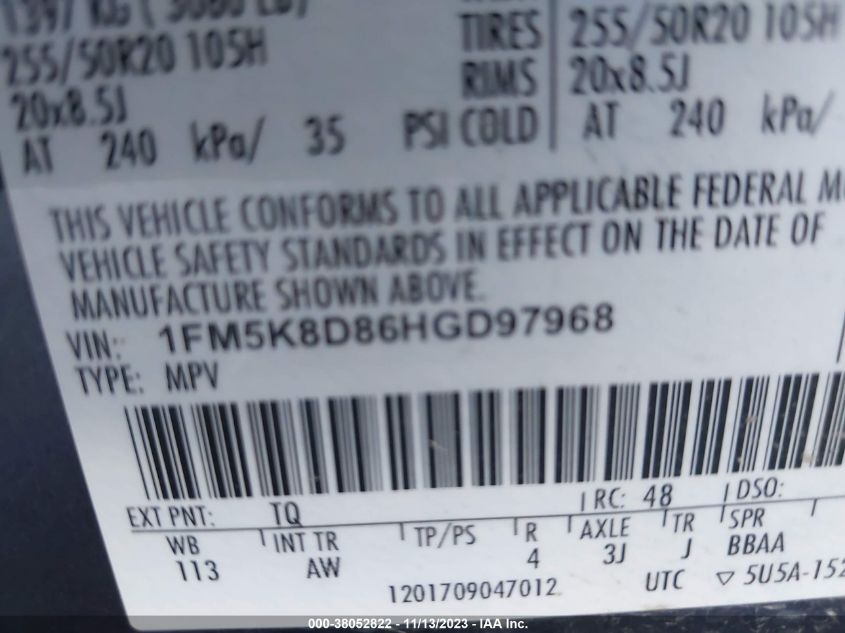 1397 KG ( 3080 LB)
255/50R20 105H TIRES 255/50R20 105H
20x8.5J RIMS 20x8.5J
AT 240 kPa/ 35 PSI COLD AT 240 kPa/
THIS VEHICLE CONFORMS TO ALL APPLICABLE FEDERAL M
VEHICLE SAFETY STANDARDS IN EFFECT ON THE DATE OF
MANUFACTURE SHOWN ABOVE.
VIN: 1FM5K8D86HGD97968
TYPE: MPV
EXT PNT: TQ RC: 48 DSO:
WB INT TR TP/PS R AXLE TR SPR
113 AW 4 3J J BBAA
1201709047012 UTC ▽ 5U5A-152
000-38052822 - 11/13/2023 - IAA Inc.